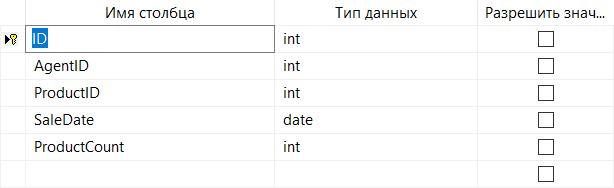 Имя столбца Тип данных Разрешить знач...
ID int
AgentID int
ProductID int
SaleDate date
ProductCount int